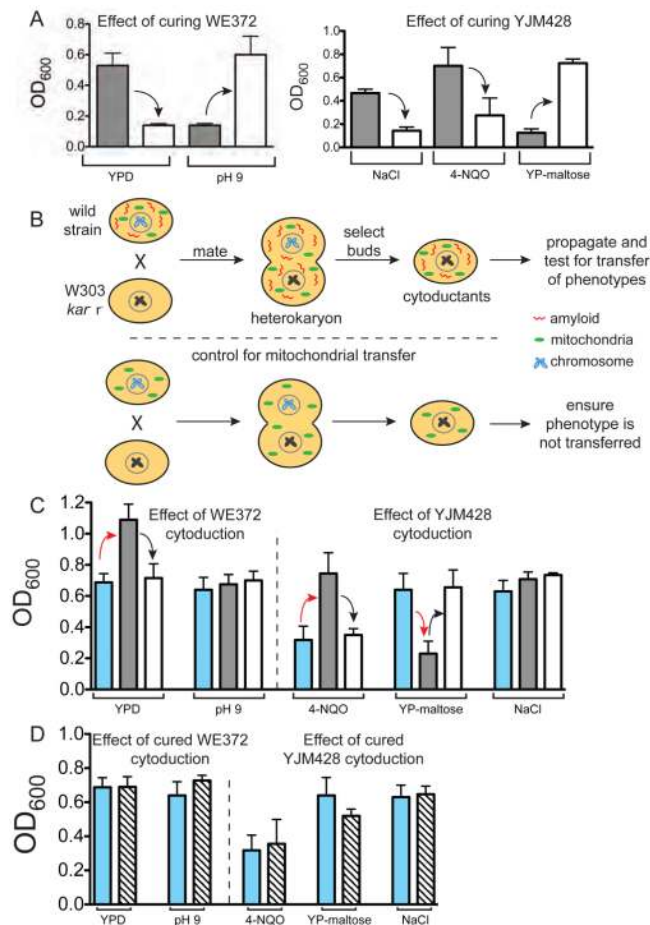 A
Effect of curing WE372
OD600
0.8
0.6
0.4
0.2
0.0
YPD
pH 9
Effect of curing YJM428
OD600
1.0
0.8
0.6
0.4
0.2
0.0
NaCl
4-NQO
YP-maltose
B
wild
strain
X
W303
kar r
mate
heterokaryon
select
buds
cytoductants
propagate and
test for transfer
of phenotypes
amyloid
mitochondria
chromosome
control for mitochondrial transfer
X
ensure
phenotype is
not transferred
C
Effect of WE372
cytoduction
Effect of YJM428
cytoduction
OD600
1.2
1.0
0.8
0.6
0.4
0.2
0.0
YPD
pH 9
4-NQO
YP-maltose
NaCl
D
Effect of cured WE372
cytoduction
Effect of cured
YJM428 cytoduction
OD600
1.0
0.8
0.6
0.4
0.2
0.0
YPD
pH 9
4-NQO
YP-maltose
NaCl